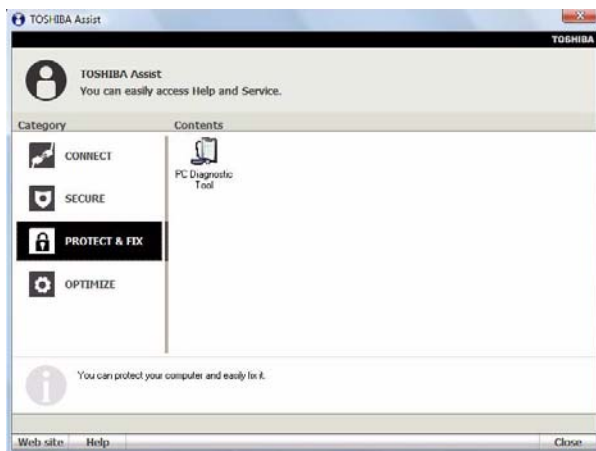 TOSHIBA Assist
TOSHIBA
TOSHIBA Assist
You can easily access Help and Service.
Category
Contents
CONNECT
SECURE
PROTECT & FIX
OPTIMIZE
PC Diagnostic
Tool
You can protect your computer and easily fix it.
Web site
Help
Close